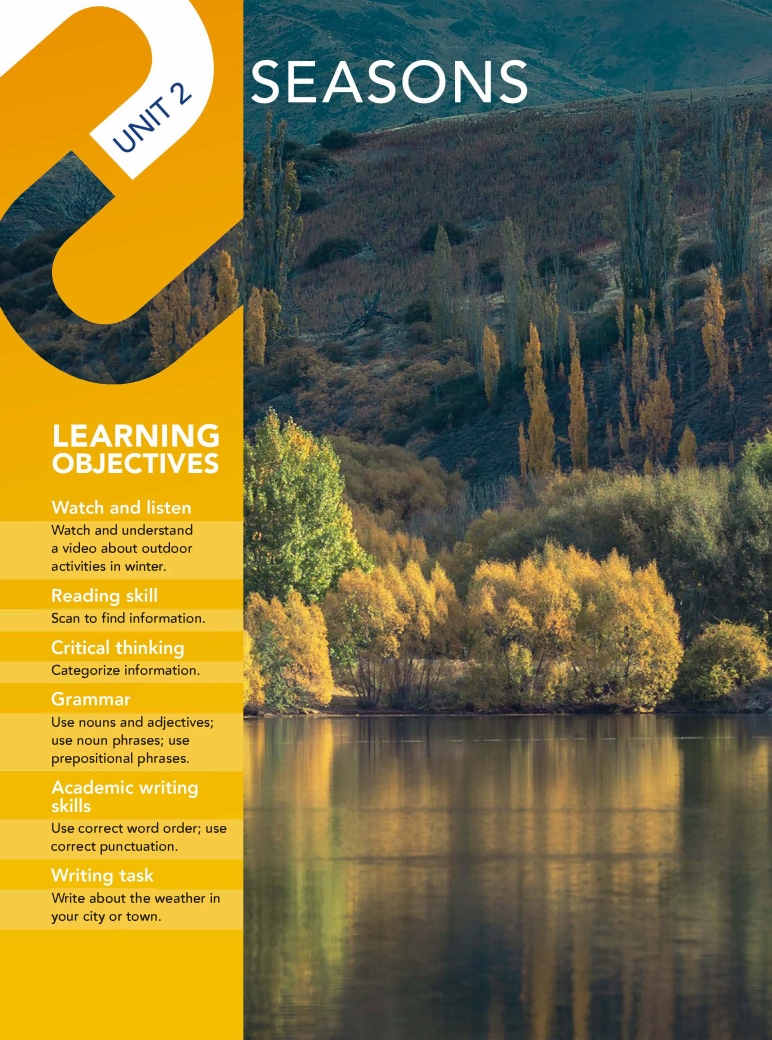 UNIT 2
SEASONS
LEARNING
OBJECTIVES
Watch and listen
Watch and understand
a video about outdoor
activities in winter.
Reading skill
Scan to find information.
Critical thinking
Categorize information.
Grammar
Use nouns and adjectives;
use noun phrases; use
prepositional phrases.
Academic writing
skills
Use correct word order; use
correct punctuation.
Writing task
Write about the weather in
your city or town.